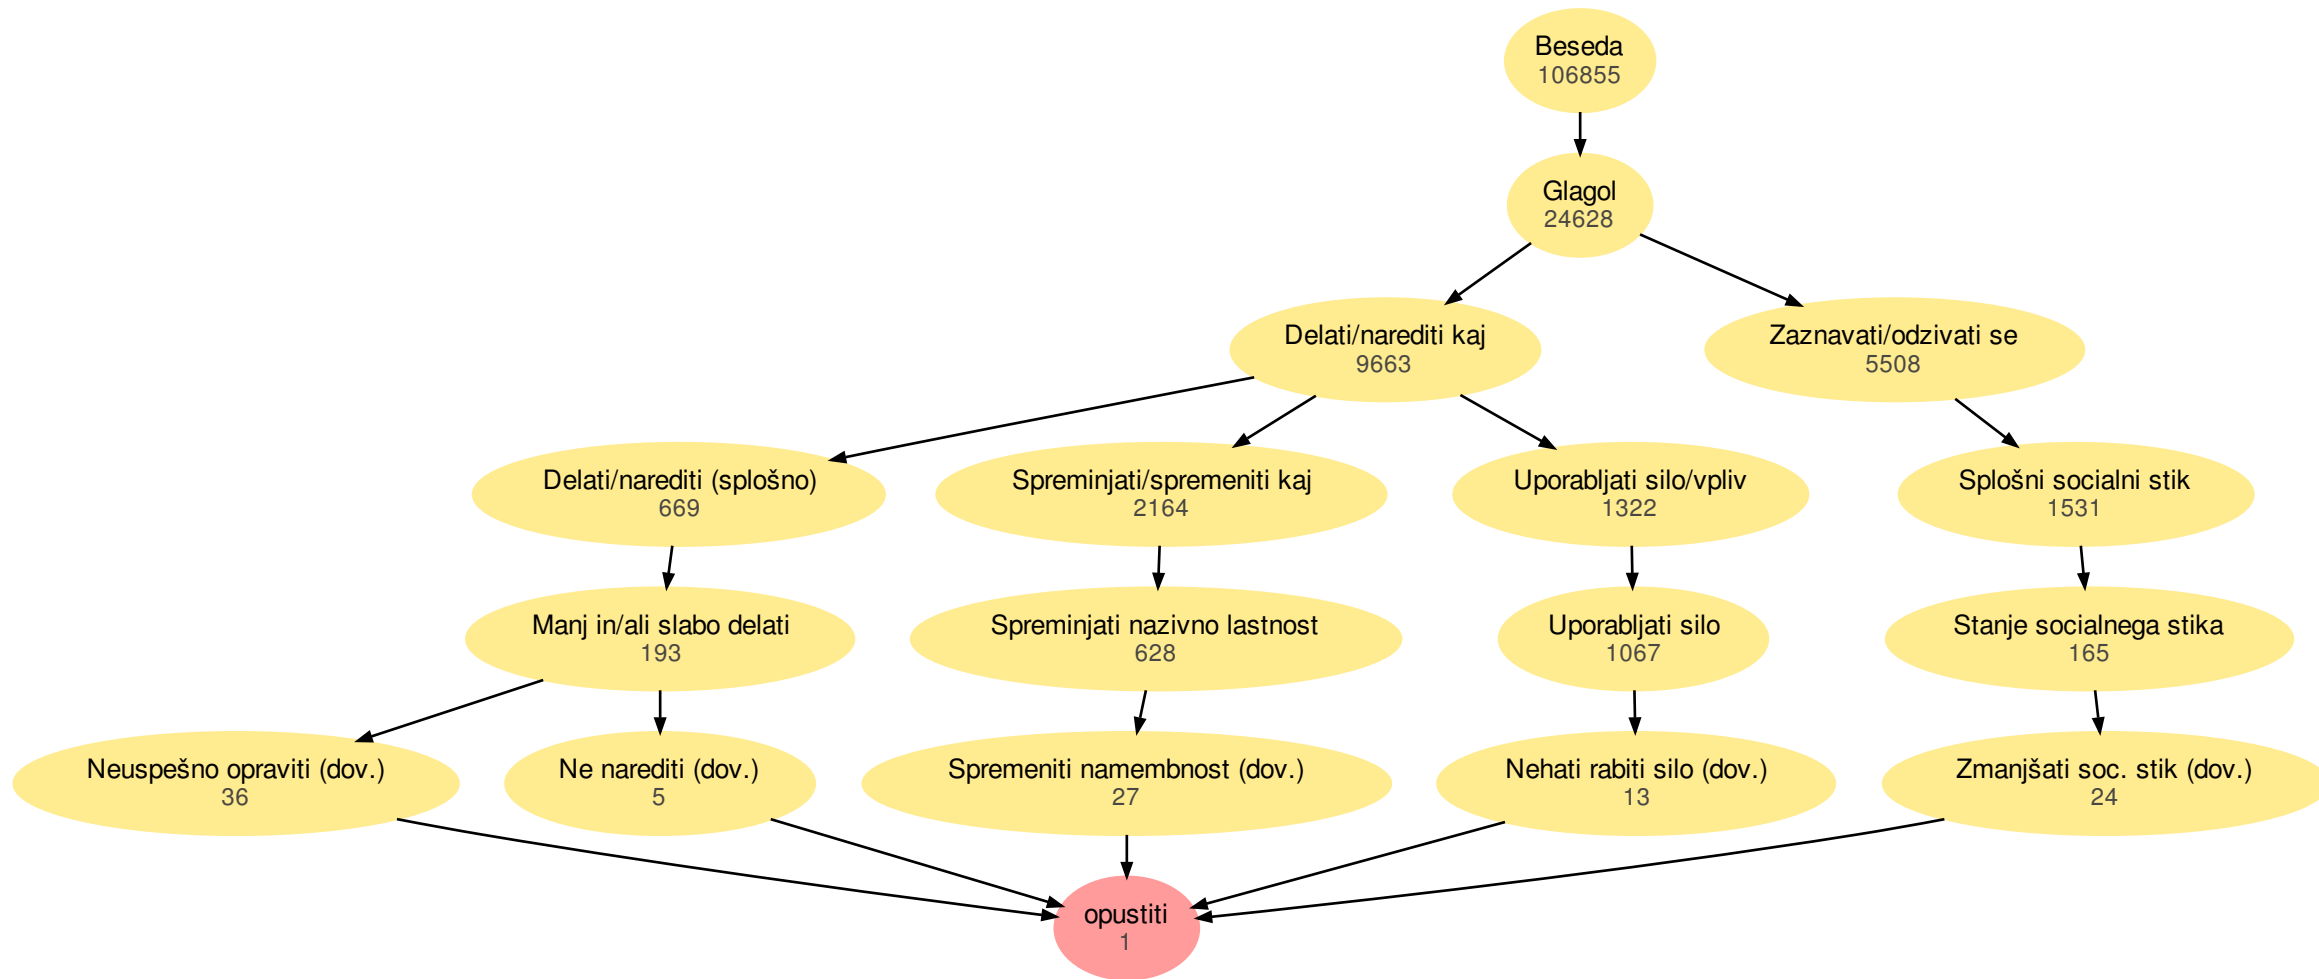 Beseda
106855
Glagol
24628
Delati/narediti kaj
9663
Zaznavati/odzivati se
5508
Delati/narediti (splošno)
669
Spreminjati/spremeniti kaj
2164
Uporabljati silo/vpliv
1322
Splošni socialni stik
1531
Manj in/ali slabo delati
193
Spreminjati nazivno lastnost
628
Uporabljati silo
1067
Stanje socialnega stika
165
Neuspešno opraviti (dov.)
36
Ne narediti (dov.)
5
Spremeniti namembnost (dov.)
27
Nehati rabiti silo (dov.)
13
Zmanjšati soc. stik (dov.)
24
opustiti
1